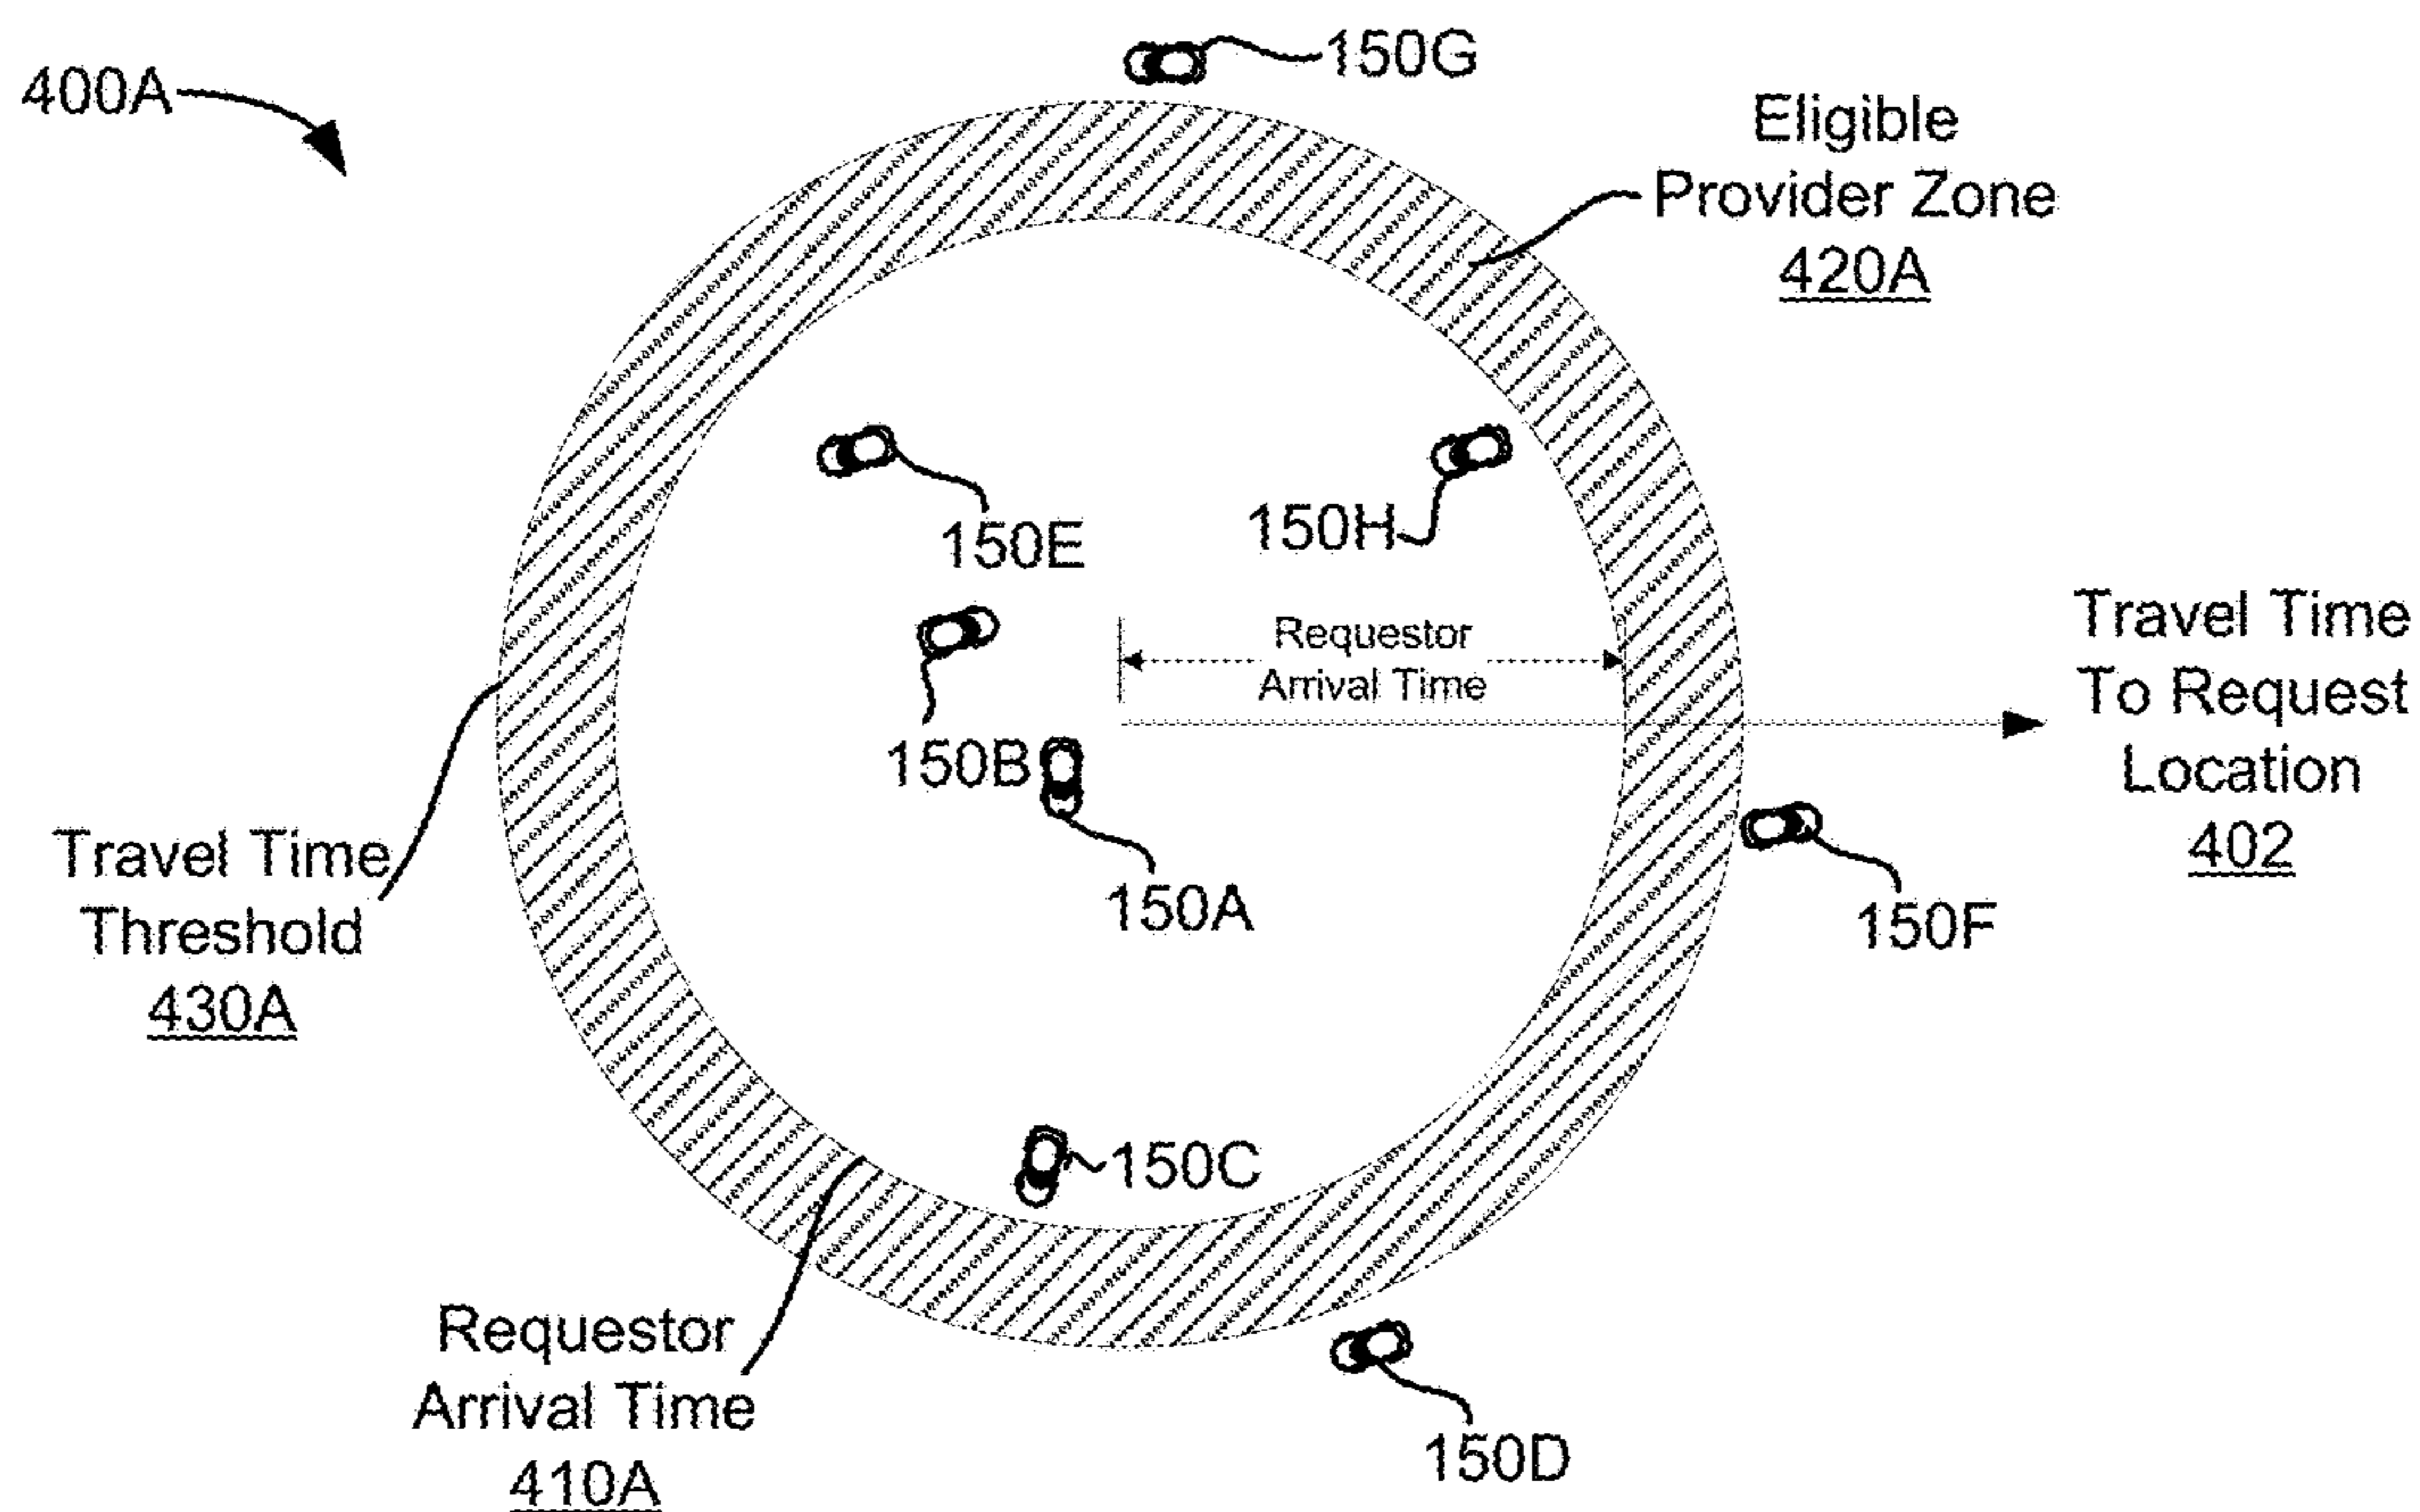 150G
400A
Eligible
Provider Zone
420A
150E
150H
Requestor
Arrival Time
Travel Time
To Request
Location
402
150B
150A
150F
Travel Time
Threshold
430A
150C
Requestor
Arrival Time
410A
150D